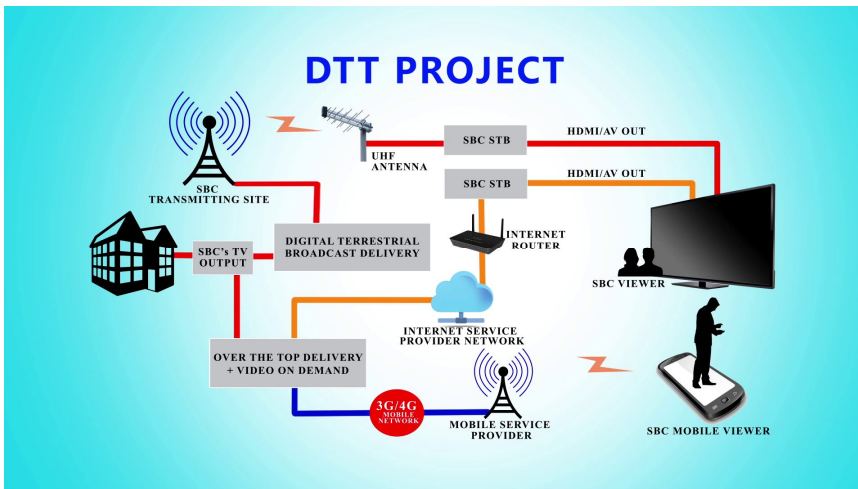 DTT PROJECT
SBC
TRANSMITTING SITE
UHF
ANTENNA
SBC STB
HDMI/AV OUT
SBC STB
HDMI/AV OUT
SBC's TV
OUTPUT
DIGITAL TERRESTRIAL
BROADCAST DELIVERY
INTERNET
ROUTER
SBC VIEWER
INTERNET SERVICE
PROVIDER NETWORK
OVER THE TOP DELIVERY
+ VIDEO ON DEMAND
3G/4G
MOBILE
NETWORK
MOBILE SERVICE
PROVIDER
SBC MOBILE VIEWER